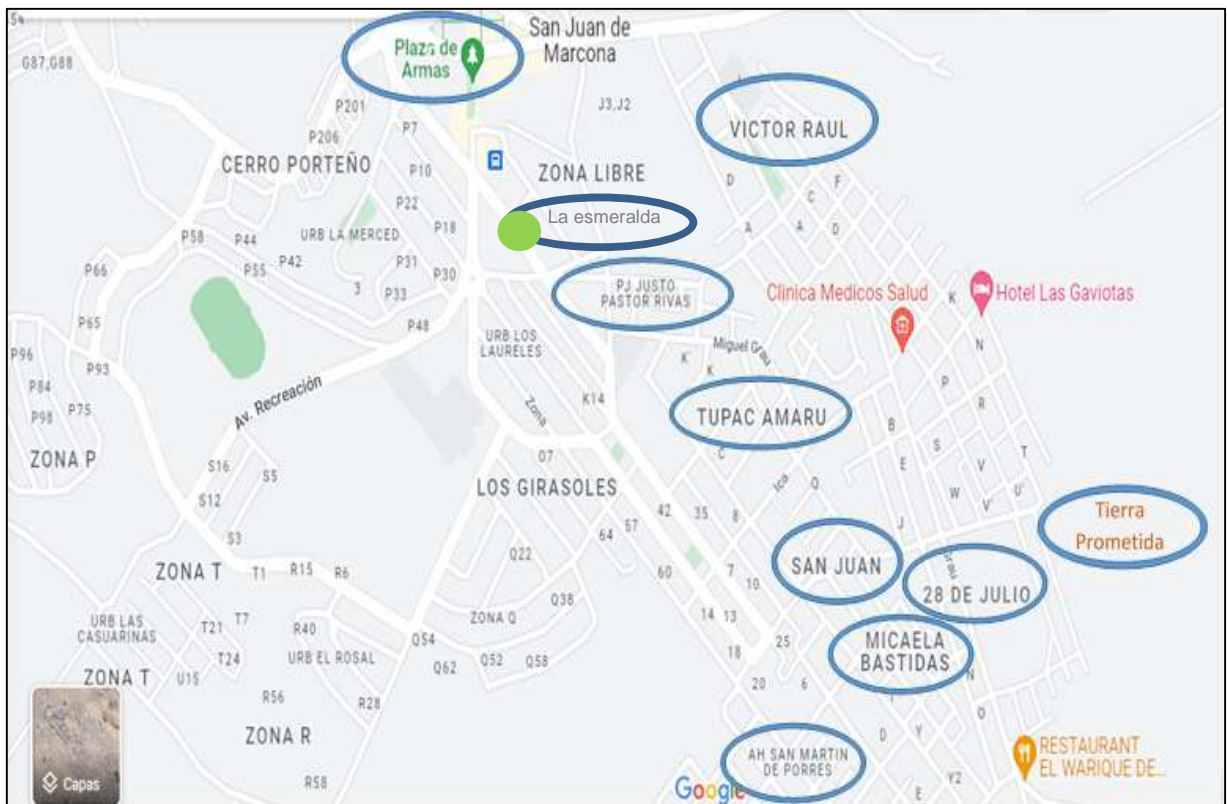 54
G87,G88
Plaza de
Armas
San Juan de
Marcona
J3,J2
VICTOR RAUL
P201
P206
P7
CERRO PORTEÑO
P10
ZONA LIBRE
D
F
C
P22
La esmeralda
P18
A
A
D
P58
P44
URB LA MERCED
P42
P55
P31
P30
P66
3
P33
PJ JUSTO
PASTOR RIVAS
Clinica Medicos Salud
K
Hotel Las Gaviotas
P65
P48
URB LOS
LAURELES
Miguel Grau
N
P96
P93
K'
K
P
P84
Av. Recreación
Zona
K14
R
P98
P75
TUPAC AMARU
B
S
T
ZONA P
S16
S5
07
C
E
V
S12
LOS GIRASOLES
Ica
Q
W
V'
U'
42
35
8
J
Tierra
Prometida
S3
64
57
Q22
SAN JUAN
Grau
28 DE JULIO
ZONA T
T1
R15
R6
60
7
10
Q38
URB LAS
CASUARINAS
T21
T7
R40
ZONA Q
14
13
Q54
25
MICAELA
BASTIDAS
T24
URB EL ROSAL
Q62
Q52
Q58
18
ZONA T
U15
20
6
N
R56
R28
I
O
ZONA R
D
Y
AH SAN MARTIN
DE PORRES
RESTAURANT
EL WARIQUE DE...
R58
Y2
Capas
Google
E